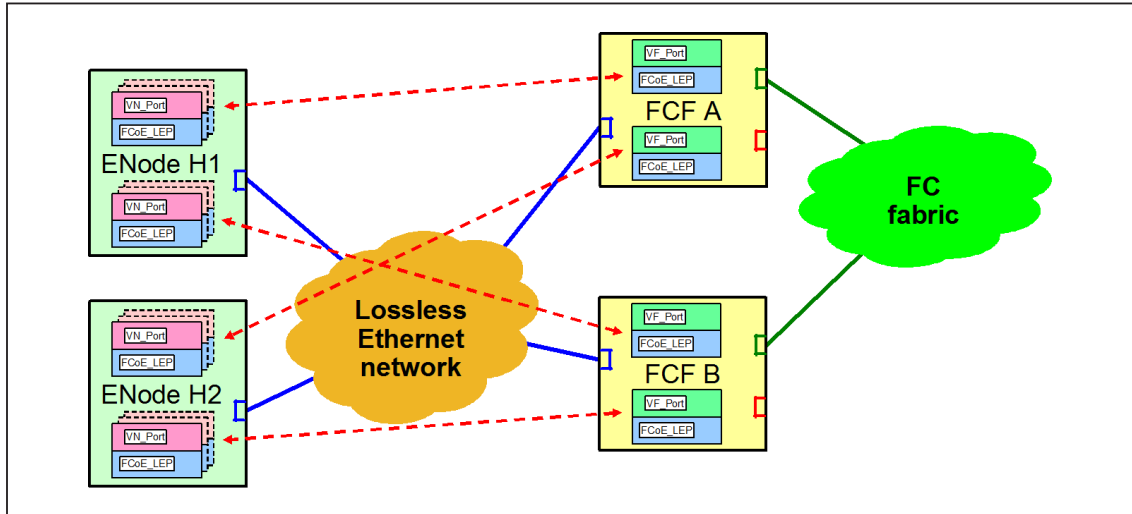 VN_Port
FCoE_LEP
ENode H1
VN_Port
FCoE_LEP
VN_Port
FCoE_LEP
ENode H2
VN_Port
FCoE_LEP
Lossless
Ethernet
network
VF_Port
FCoE_LEP
FCF A
VF_Port
FCoE_LEP
VF_Port
FCoE_LEP
FCF B
VF_Port
FCoE_LEP
FC
fabric